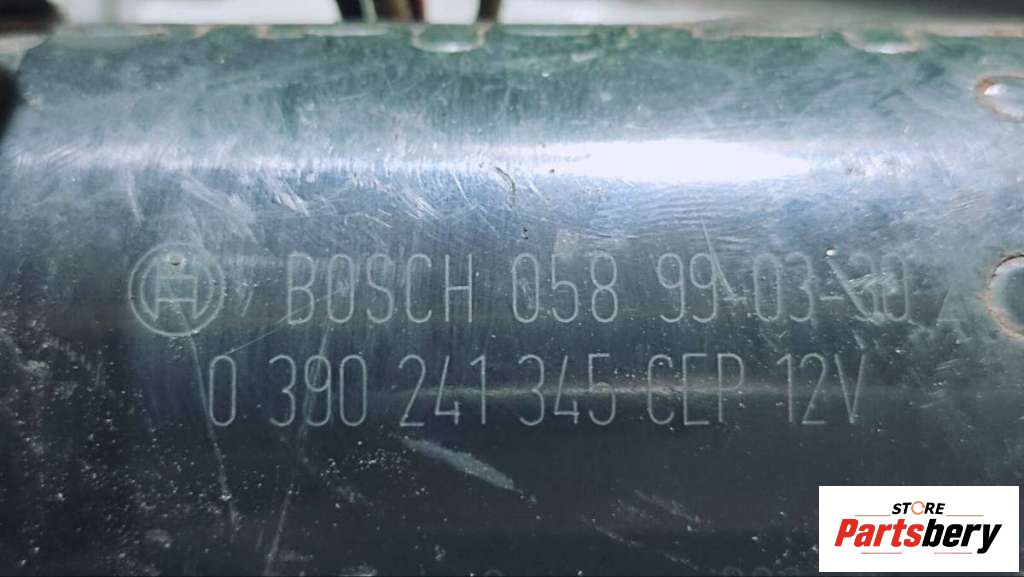 BOSCH 058 99-03-30
0 390 241 345 CEP 12V
STORE
Partsbery